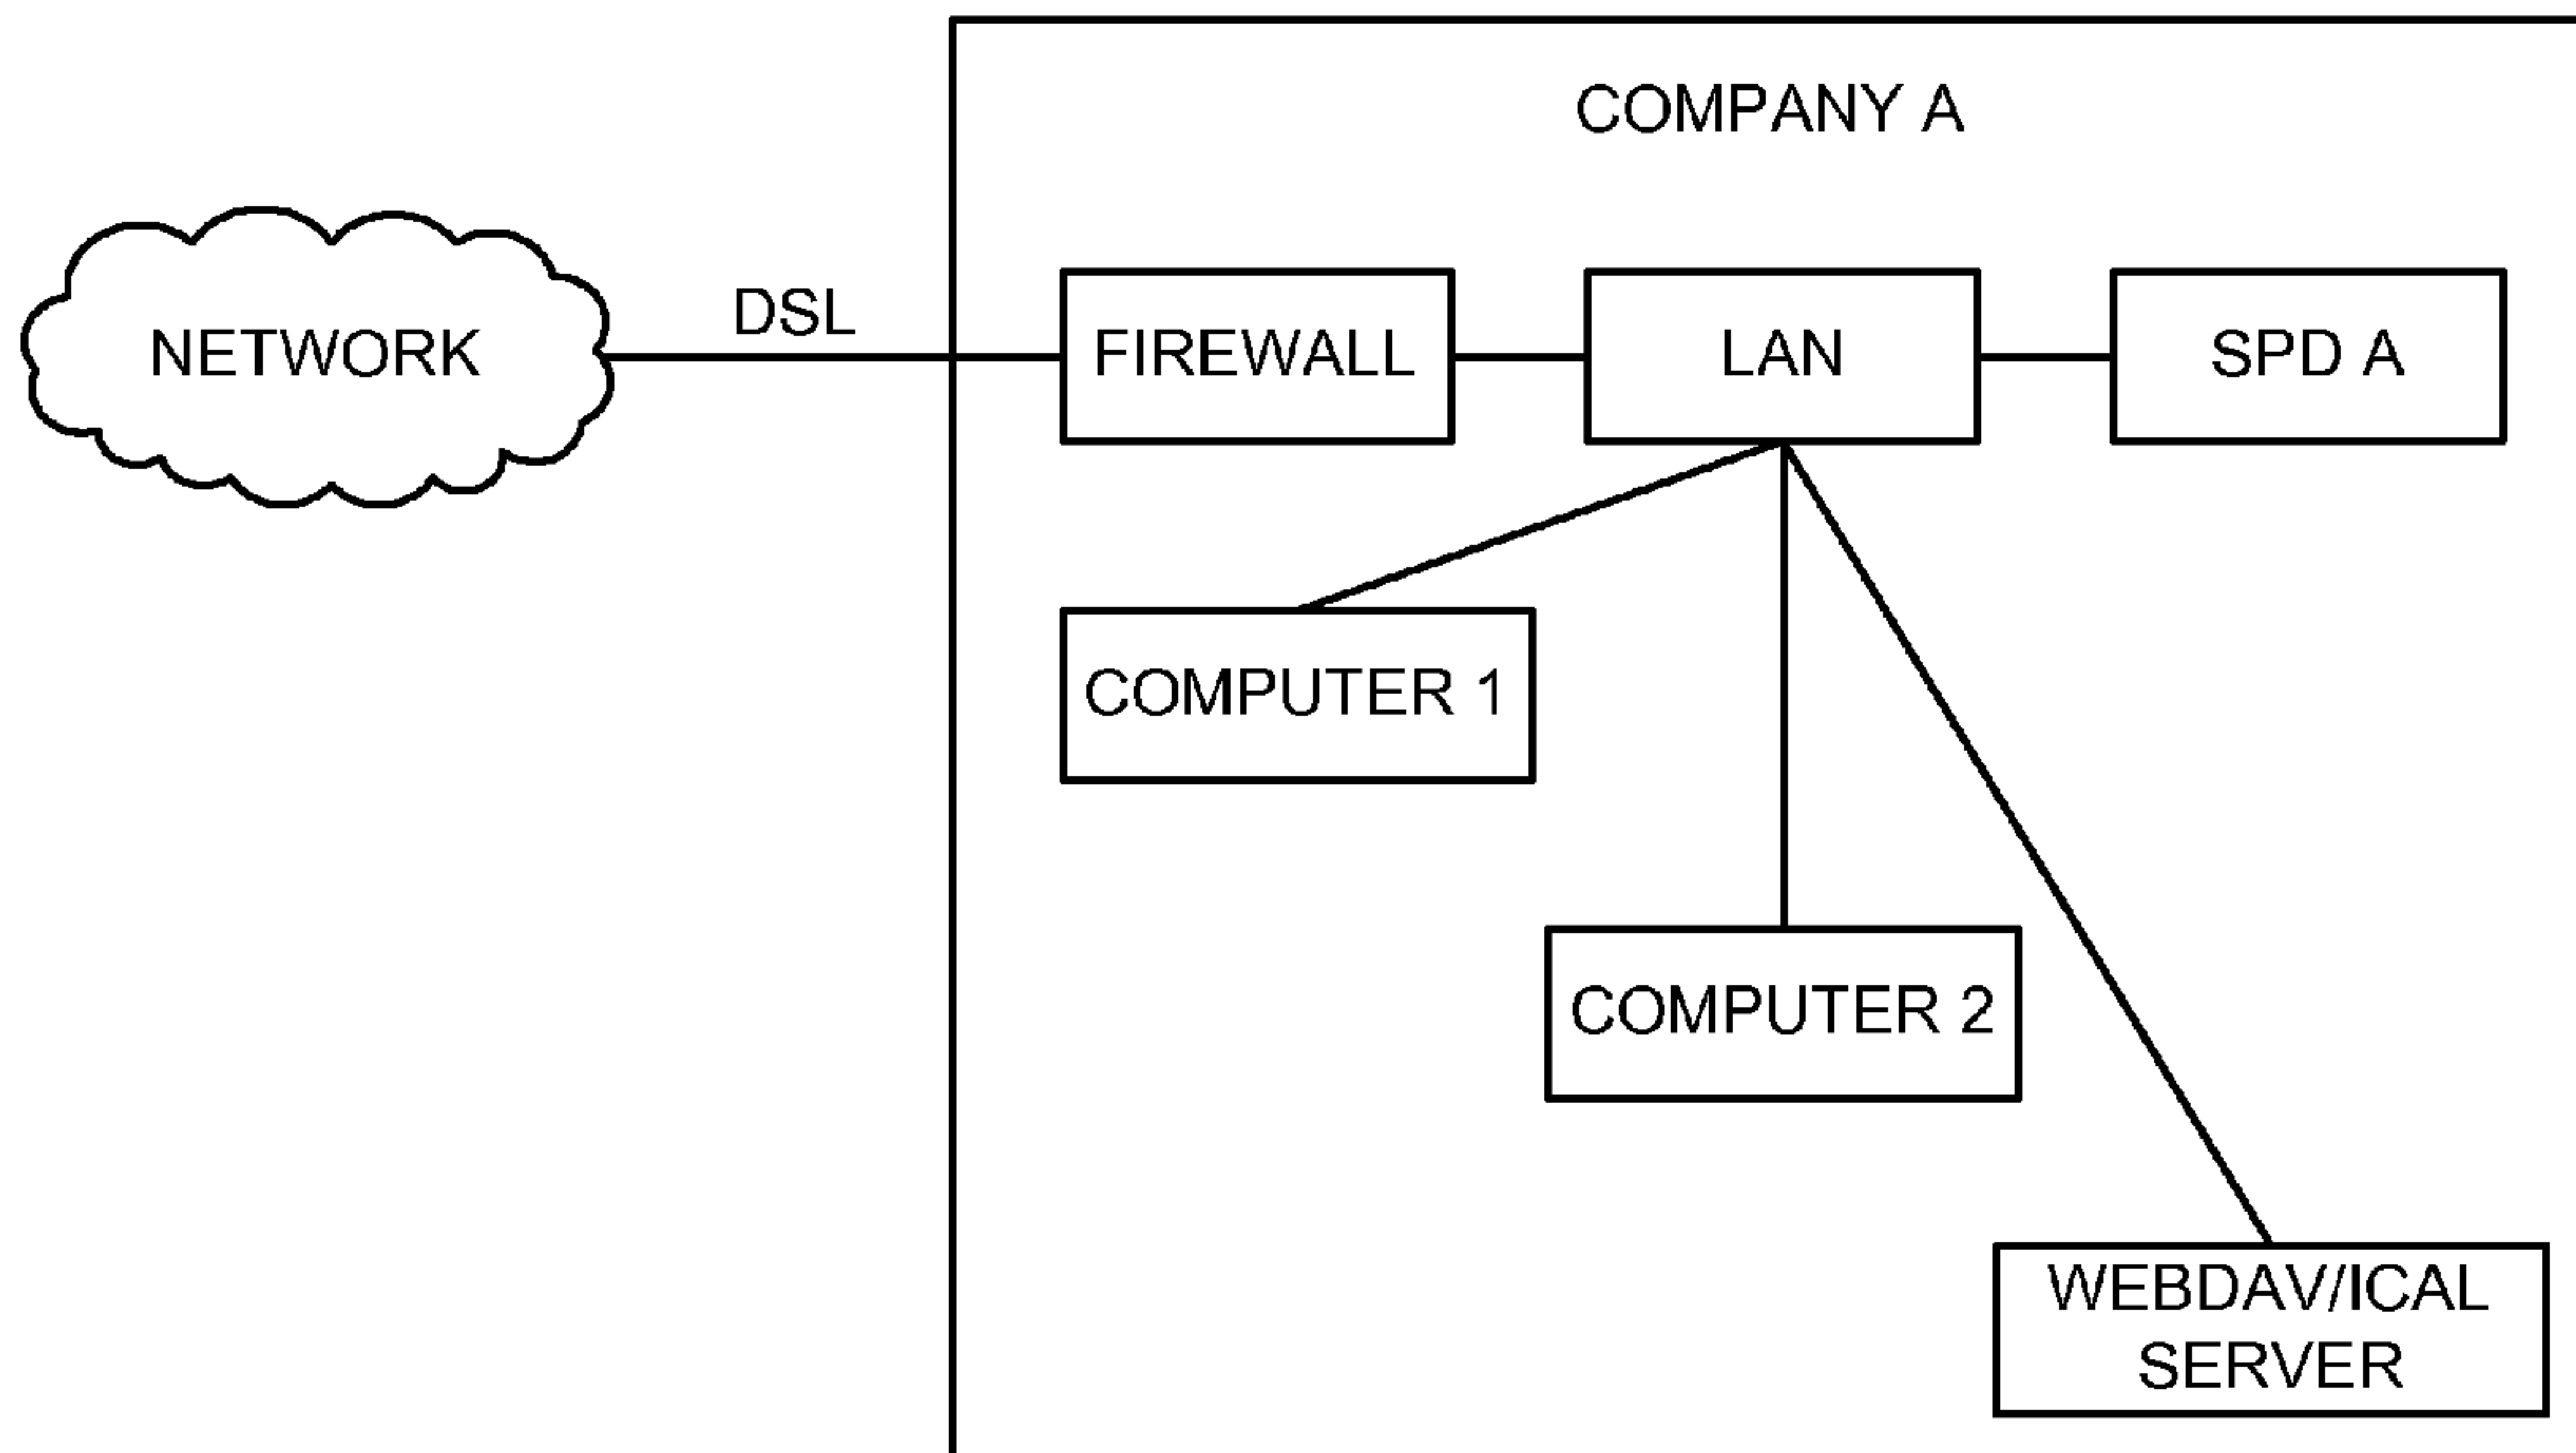 COMPANY A
NETWORK
DSL
FIREWALL
LAN
SPD A
COMPUTER 1
COMPUTER 2
WEBDAV/ICAL
SERVER